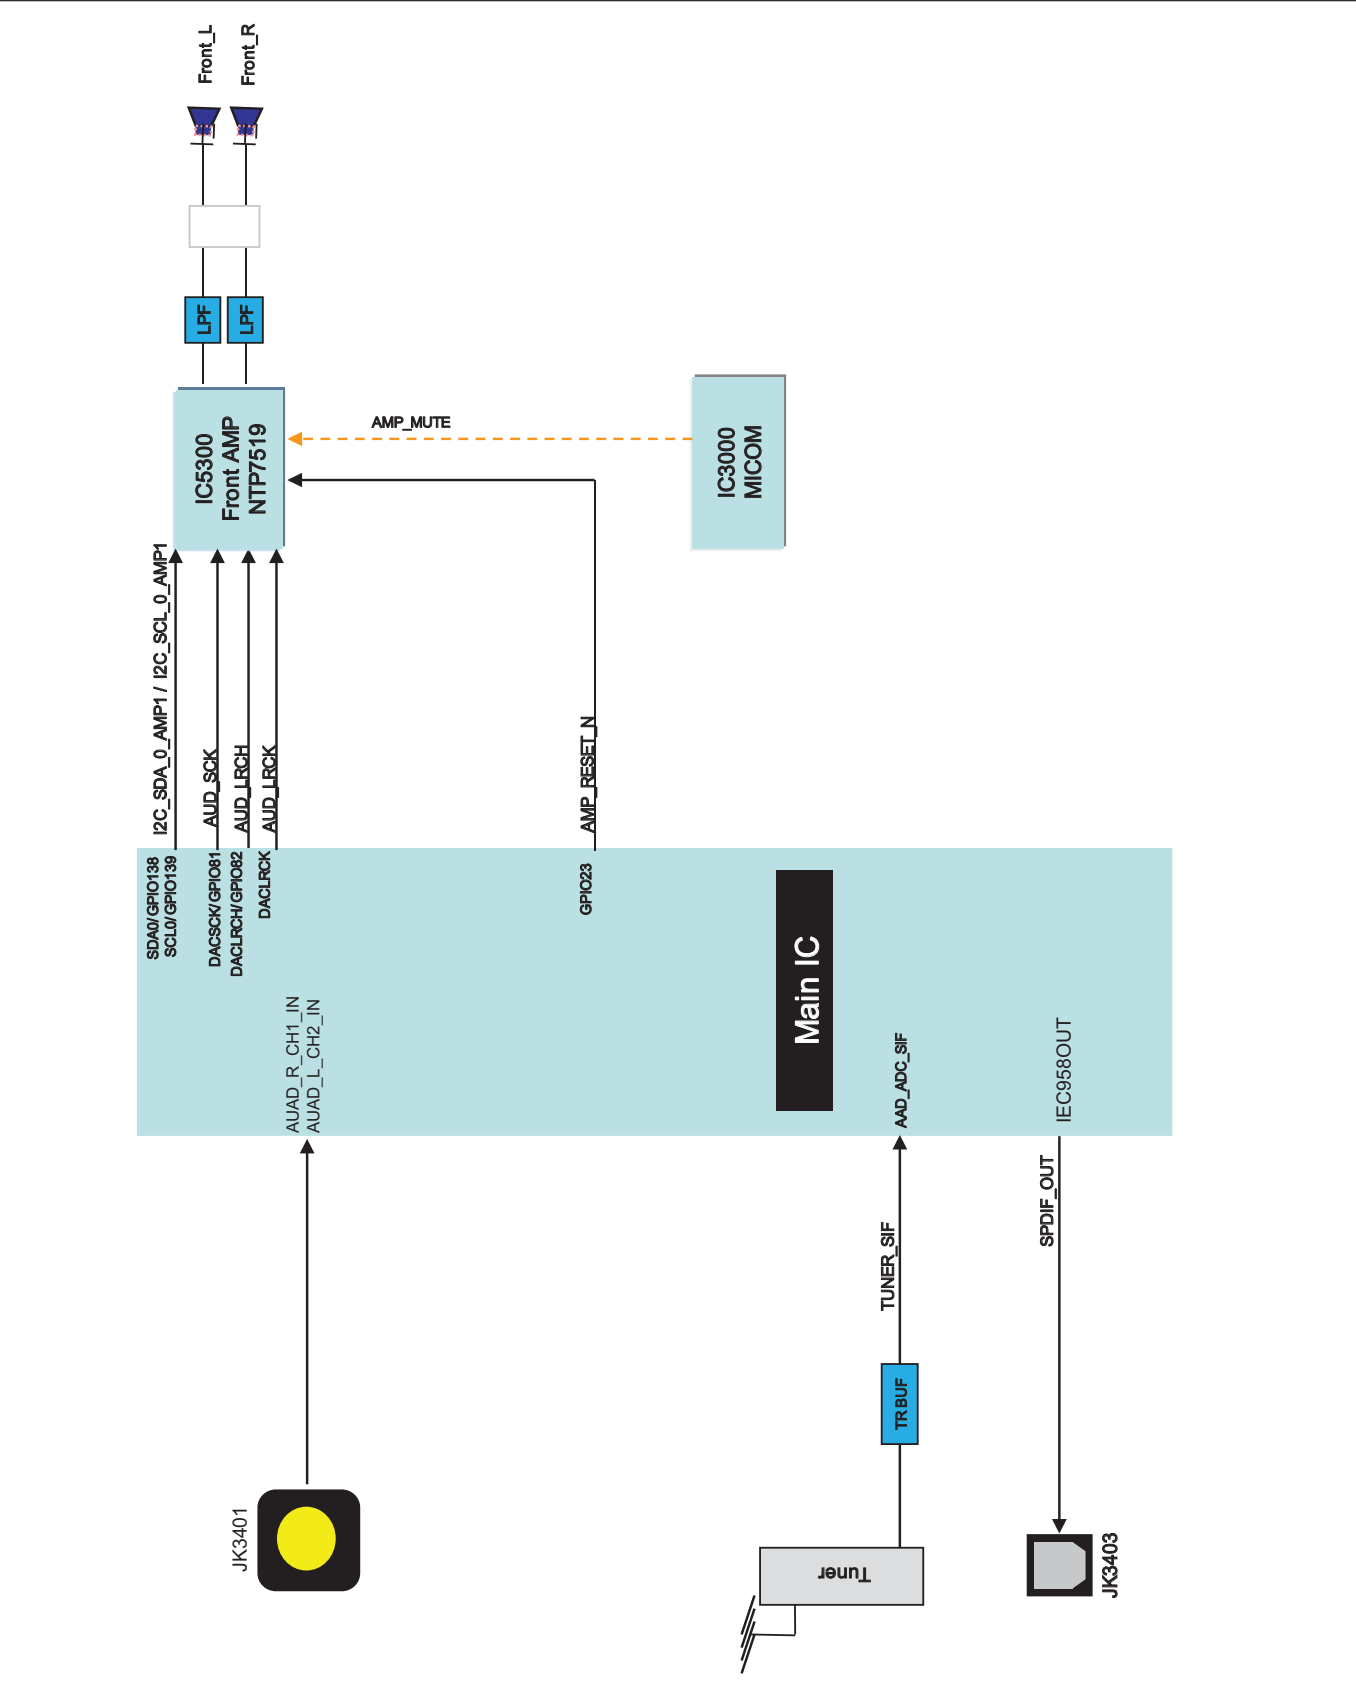 Front_L
Front_R
LPF
LPF
IC5300
Front AMP
NTP7519
AMP_MUTE
IC3000
MICOM
I2C_SDA_0_AMP1 / I2C_SCL_0_AMP1
AUD_SCK
AUD_LRCH
AUD_LRCK
AMP_RESET_N
SDA0/GPIO138
SCL0/GPIO139
DACSCK/GPIO81
DACLRCH/GPIO82
DACLRCK
GPIO23
Main IC
AUAD_R_CH1_IN
AUAD_L_CH2_IN
AAD_ADC_SIF
IEC958OUT
TUNER_SIF
SPDIF_OUT
TR BUF
JK3401
Tuner
JK3403